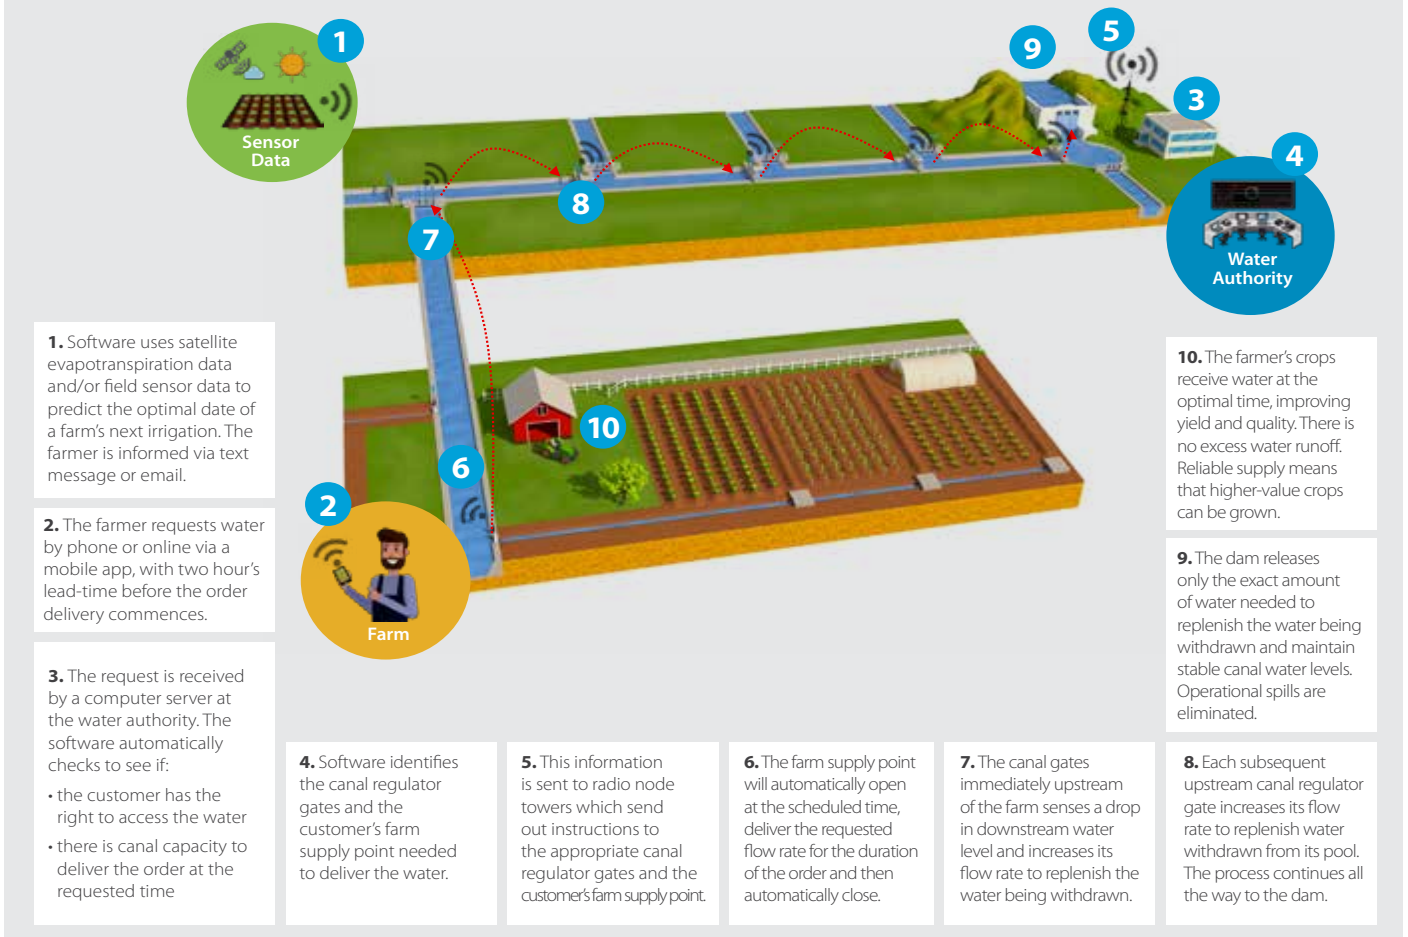 1
Sensor
Data
9
5
3
4
Water
Authority
8
7
6
10
2
Farm
1. Software uses satellite
evapotranspiration data
and/or field sensor data to
predict the optimal date of
a farm's next irrigation. The
farmer is informed via text
message or email.
2. The farmer requests water
by phone or online via a
mobile app, with two hour's
lead-time before the order
delivery commences.
3. The request is received
by a computer server at
the water authority. The
software automatically
checks to see if:
• the customer has the
right to access the water
• there is canal capacity to
deliver the order at the
requested time
4. Software identifies
the canal regulator
gates and the
customer's farm
supply point needed
to deliver the water.
5. This information
is sent to radio node
towers which send
out instructions to
the appropriate canal
regulator gates and the
customer's farm supply point.
6. The farm supply point
will automatically open
at the scheduled time,
deliver the requested
flow rate for the duration
of the order and then
automatically close.
7. The canal gates
immediately upstream
of the farm senses a drop
in downstream water
level and increases its
flow rate to replenish the
water being withdrawn.
8. Each subsequent
upstream canal regulator
gate increases its flow
rate to replenish water
withdrawn from its pool.
The process continues all
the way to the dam.
9. The dam releases
only the exact amount
of water needed to
replenish the water being
withdrawn and maintain
stable canal water levels.
Operational spills are
eliminated.
10. The farmer's crops
receive water at the
optimal time, improving
yield and quality. There is
no excess water runoff.
Reliable supply means
that higher-value crops
can be grown.